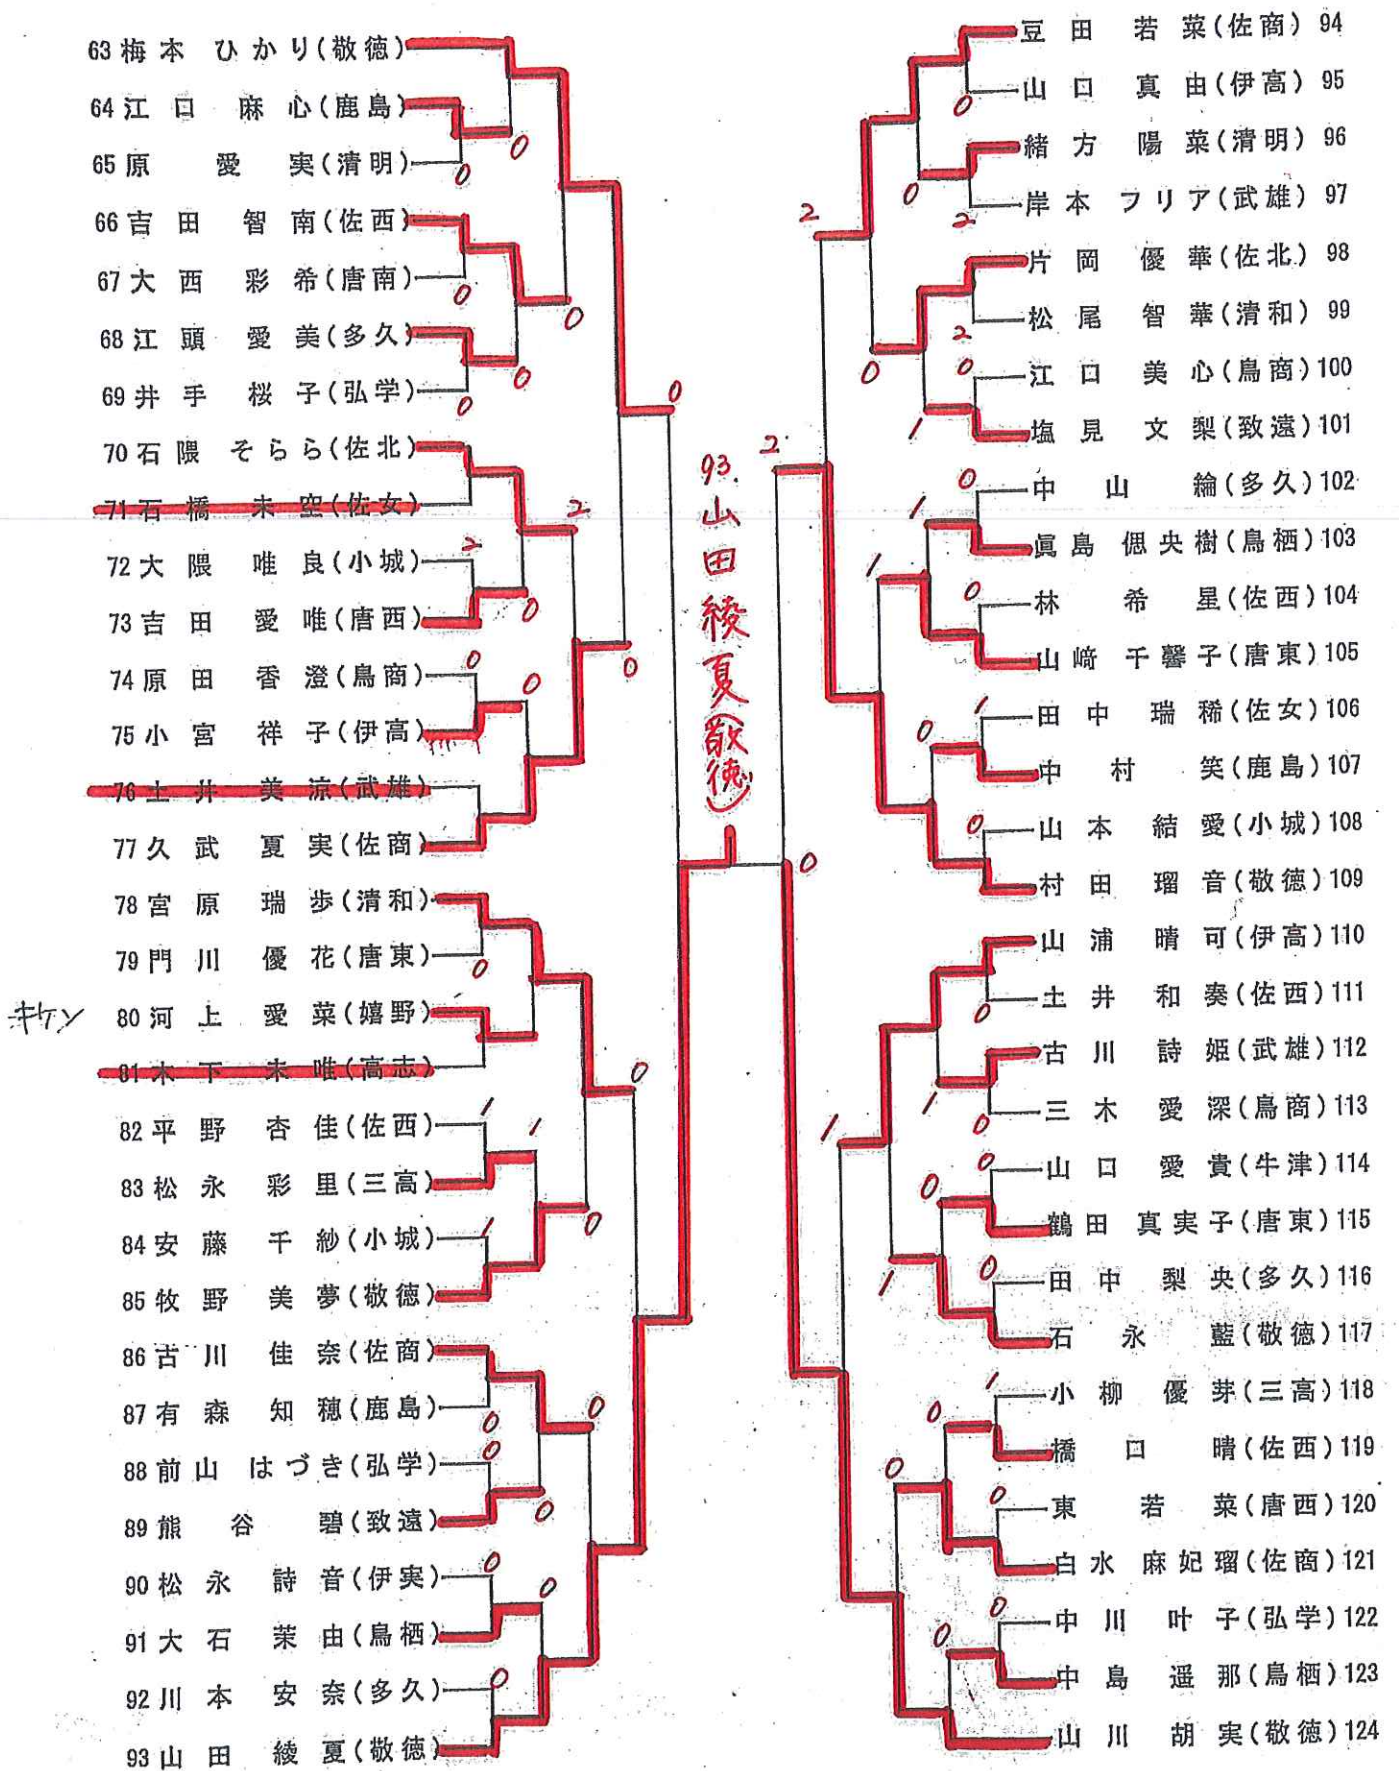 63 梅本 ひかり(敬徳)
64 江口 麻心(鹿島)
65 原 愛実(清明)
66 吉田 智南(佐西)
67 大西 彩希(唐南)
68 江頭 愛美(多久)
69 井手 桜子(弘学)
70 石隈 そらら(佐北)
71 石橋 未空(佐女)
72 大隈 唯良(小城)
73 吉田 愛唯(唐西)
74 原田 香澄(鳥商)
75 小宮 祥子(伊高)
76 土井 美涼(武雄)
77 久武 夏実(佐商)
78 宮原 瑞歩(清和)
79 門川 優花(唐東)
キケン 80 河上 愛菜(嬉野)
81 木下 未唯(高志)
82 平野 杏佳(佐西)
83 松永 彩里(三高)
84 安藤 千紗(小城)
85 牧野 美夢(敬徳)
86 古川 佳奈(佐商)
87 有森 知穂(鹿島)
88 前山 はづき(弘学)
89 熊谷 碧(致遠)
90 松永 詩音(伊実)
91 大石 茉由(鳥栖)
92 川本 安奈(多久)
93 山田 綾夏(敬徳)
93. 山田綾夏(敬徳)
豆田 若菜(佐商) 94
山口 真由(伊高) 95
緒方 陽菜(清明) 96
岸本 フリア(武雄) 97
片岡 優華(佐北) 98
松尾 智華(清和) 99
江口 美心(鳥商) 100
塩見 文梨(致遠) 101
中山 綸(多久) 102
眞島 偲央樹(鳥栖) 103
林 希星(佐西) 104
山﨑 千馨子(唐東) 105
田中 瑞稀(佐女) 106
中村 笑(鹿島) 107
山本 結愛(小城) 108
村田 瑠音(敬徳) 109
山浦 晴可(伊高) 110
土井 和奏(佐西) 111
古川 詩姫(武雄) 112
三木 愛深(鳥商) 113
山口 愛貴(牛津) 114
鶴田 真実子(唐東) 115
田中 梨央(多久) 116
石永 藍(敬徳) 117
小柳 優芽(三高) 118
橋口 晴(佐西) 119
東 若菜(唐西) 120
白水 麻妃瑠(佐商) 121
中川 叶子(弘学) 122
中島 遥那(鳥栖) 123
山川 胡実(敬徳) 124